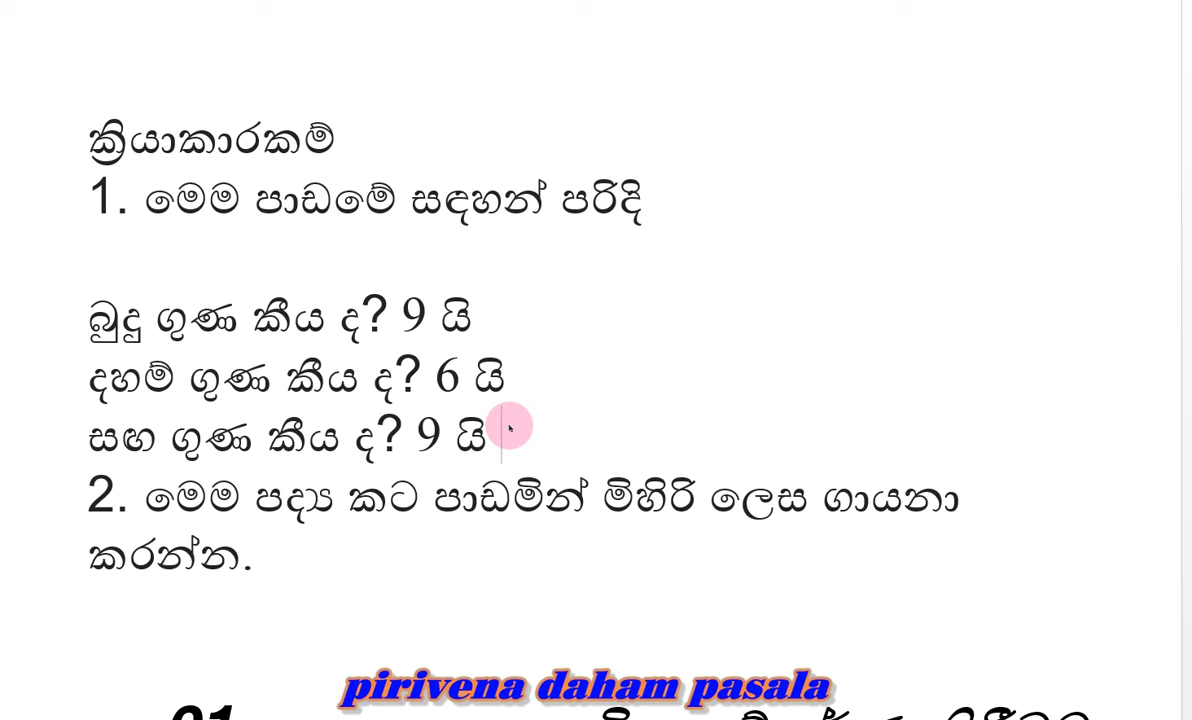 ක්‍රියාකාරකම්
1. මෙම පාඩමේ සඳහන් පරිදි
බුදු ගුණ කීය ද? 9 යි
දහම් ගුණ කීය ද? 6 යි
සඟ ගුණ කීය ද? 9 යි
2. මෙම පද්‍ය කට පාඩමින් මිහිරි ලෙස ගායනා
කරන්න.
pirivena daham pasala